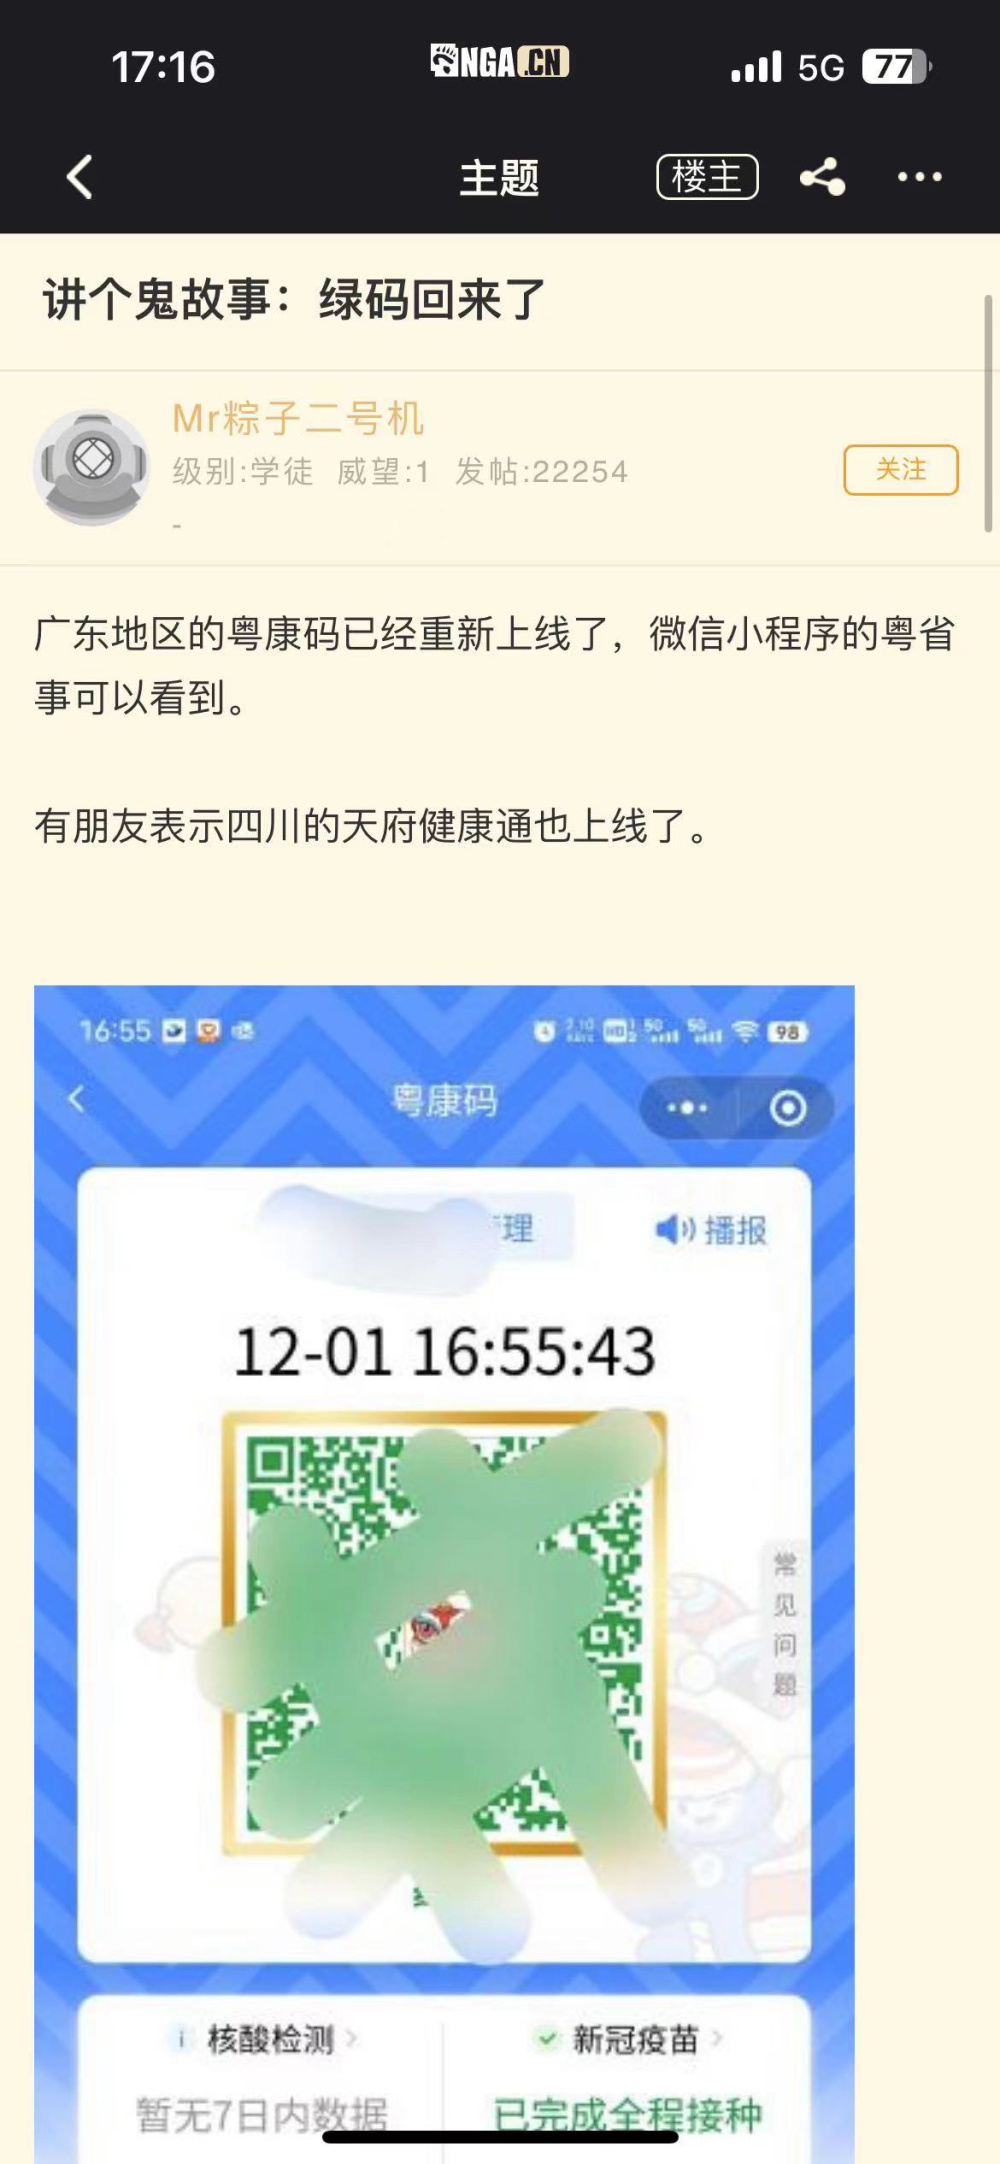 17:16
NGA.CN
5G
77
主题
楼主
讲个鬼故事：绿码回来了
Mr粽子二号机
级别:学徒 威望:1 发帖:22254
关注
-
广东地区的粤康码已经重新上线了，微信小程序的粤省
事可以看到。
有朋友表示四川的天府健康通也上线了。
16:55
98
粤康码
理
播报
12-01 16:55:43
常见问题
核酸检测
新冠疫苗
暂无7日内数据
已完成全程接种